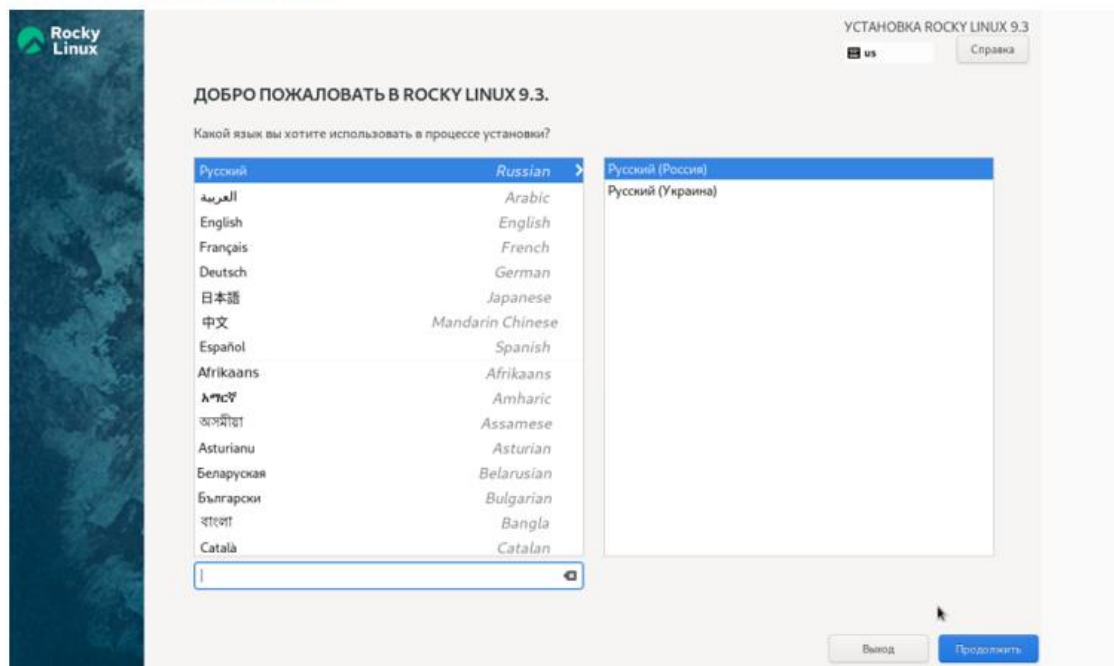 Rocky
Linux
УСТАНОВКА ROCKY LINUX 9.3
us
Справка
ДОБРО ПОЖАЛОВАТЬ В ROCKY LINUX 9.3.
Какой язык вы хотите использовать в процессе установки?
Русский Russian
العربية Arabic
English English
Français French
Deutsch German
日本語 Japanese
中文 Mandarin Chinese
Español Spanish
Afrikaans Afrikaans
አማርኛ Amharic
অসমীয়া Assamese
Asturianu Asturian
Беларуская Belarusian
Български Bulgarian
বাংলা Bangla
Català Catalan
Русский (Россия)
Русский (Украина)
Выход
Продолжить